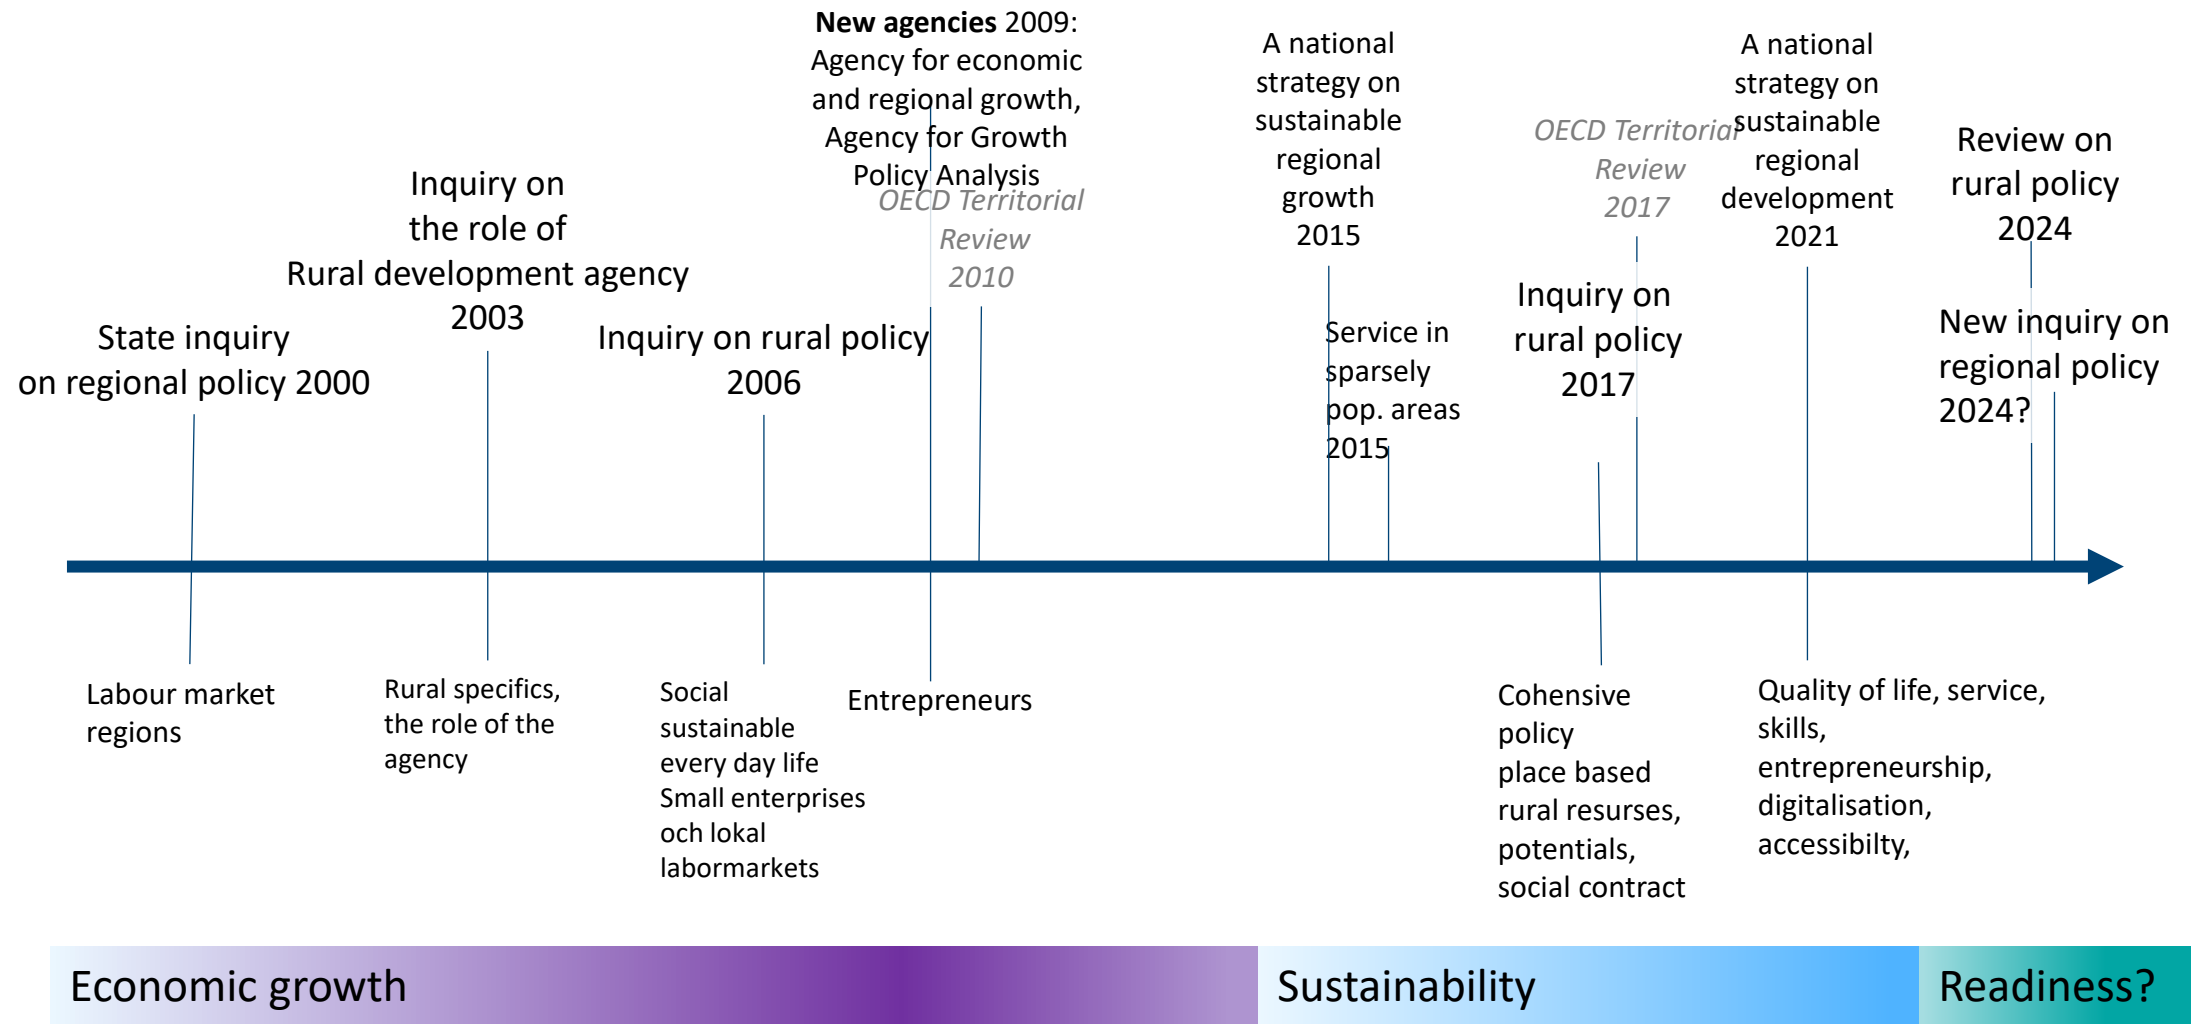 State inquiry
on regional policy 2000
Inquiry on
the role of
Rural development agency
2003
Inquiry on rural policy
2006
New agencies 2009:
Agency for economic
and regional growth,
Agency for Growth
Policy Analysis
OECD Territorial
Review
2010
A national
strategy on
sustainable
regional
growth
2015
Service in
sparsely
pop. areas
2015
OECD Territorial
Review
2017
Inquiry on
rural policy
2017
A national
strategy on
sustainable
regional
development
2021
Review on
rural policy
2024
New inquiry on
regional policy
2024?
Labour market
regions
Rural specifics,
the role of the
agency
Social
sustainable
every day life
Small enterprises
och lokal
labormarkets
Entrepreneurs
Cohensive
policy
place based
rural resurses,
potentials,
social contract
Quality of life, service,
skills,
entrepreneurship,
digitalisation,
accessibilty,
Economic growth
Sustainability
Readiness?